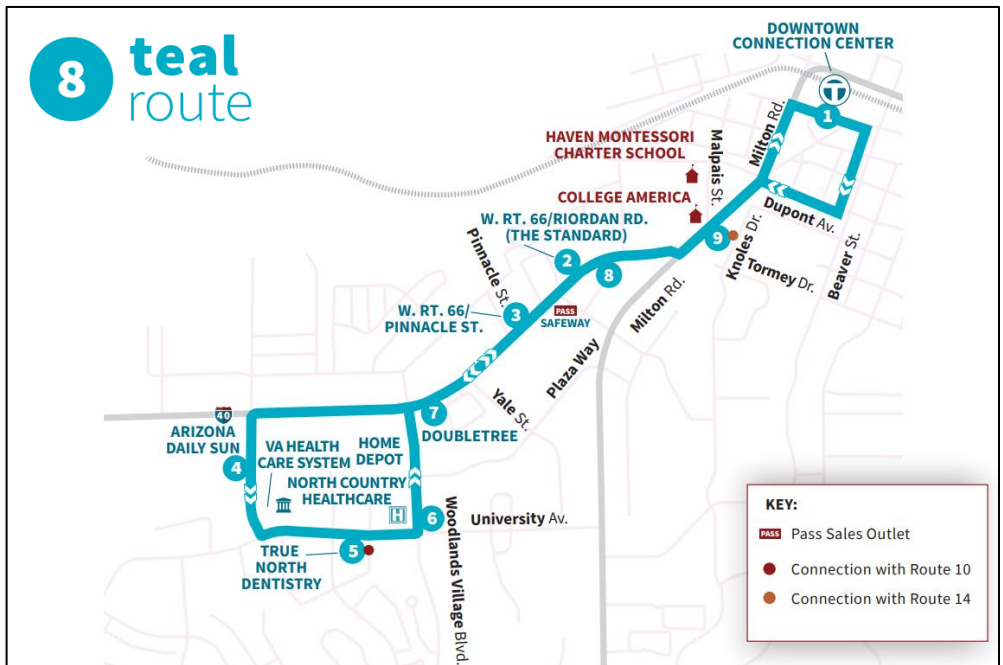 8
teal
route
DOWNTOWN
CONNECTION CENTER
1
Milton Rd.
HAVEN MONTESSORI
CHARTER SCHOOL
Malpais St.
COLLEGE AMERICA
Dupont Av.
W. RT. 66/RIORDAN RD.
(THE STANDARD)
9
Knoles Dr.
Tormey Dr.
Beaver St.
Pinnacle St.
2
8
Milton Rd.
W. RT. 66/
PINNACLE ST.
3
PASS
SAFEWAY
Plaza Way
Yale St.
7
DOUBLETREE
40
ARIZONA
DAILY SUN
4
VA HEALTH
CARE SYSTEM
HOME
DEPOT
NORTH COUNTRY
HEALTHCARE
H
6
University Av.
Woodlands Village Blvd.
TRUE
NORTH
DENTISTRY
5
KEY:
PASS Pass Sales Outlet
Connection with Route 10
Connection with Route 14